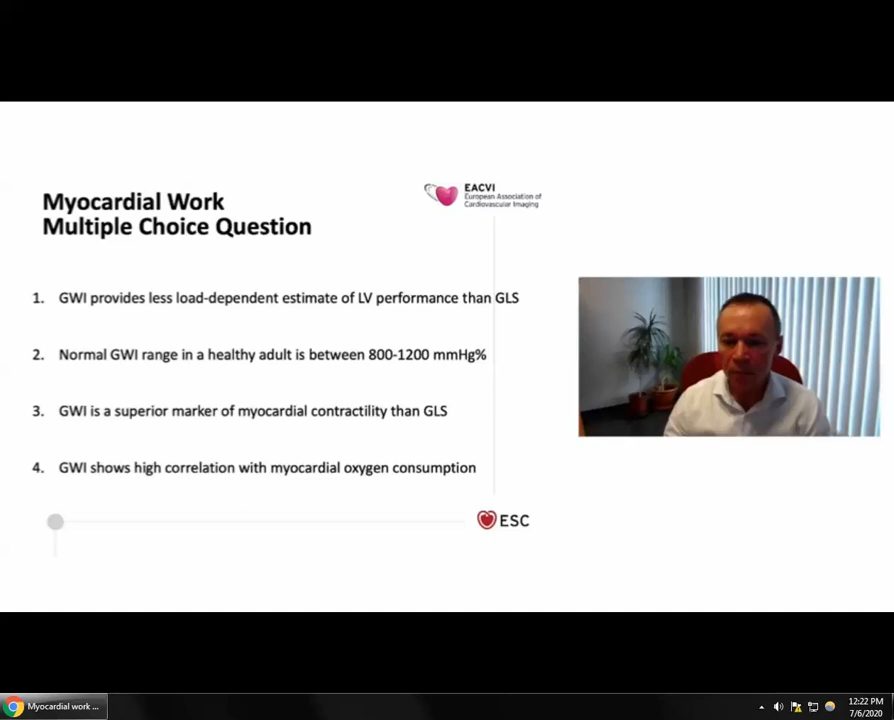 Myocardial Work
Multiple Choice Question
EACVI
European Association of
Cardiovascular Imaging
1. GWI provides less load-dependent estimate of LV performance than GLS
2. Normal GWI range in a healthy adult is between 800-1200 mmHg%
3. GWI is a superior marker of myocardial contractility than GLS
4. GWI shows high correlation with myocardial oxygen consumption
ESC
Myocardial work ...
12:22 PM
7/6/2020